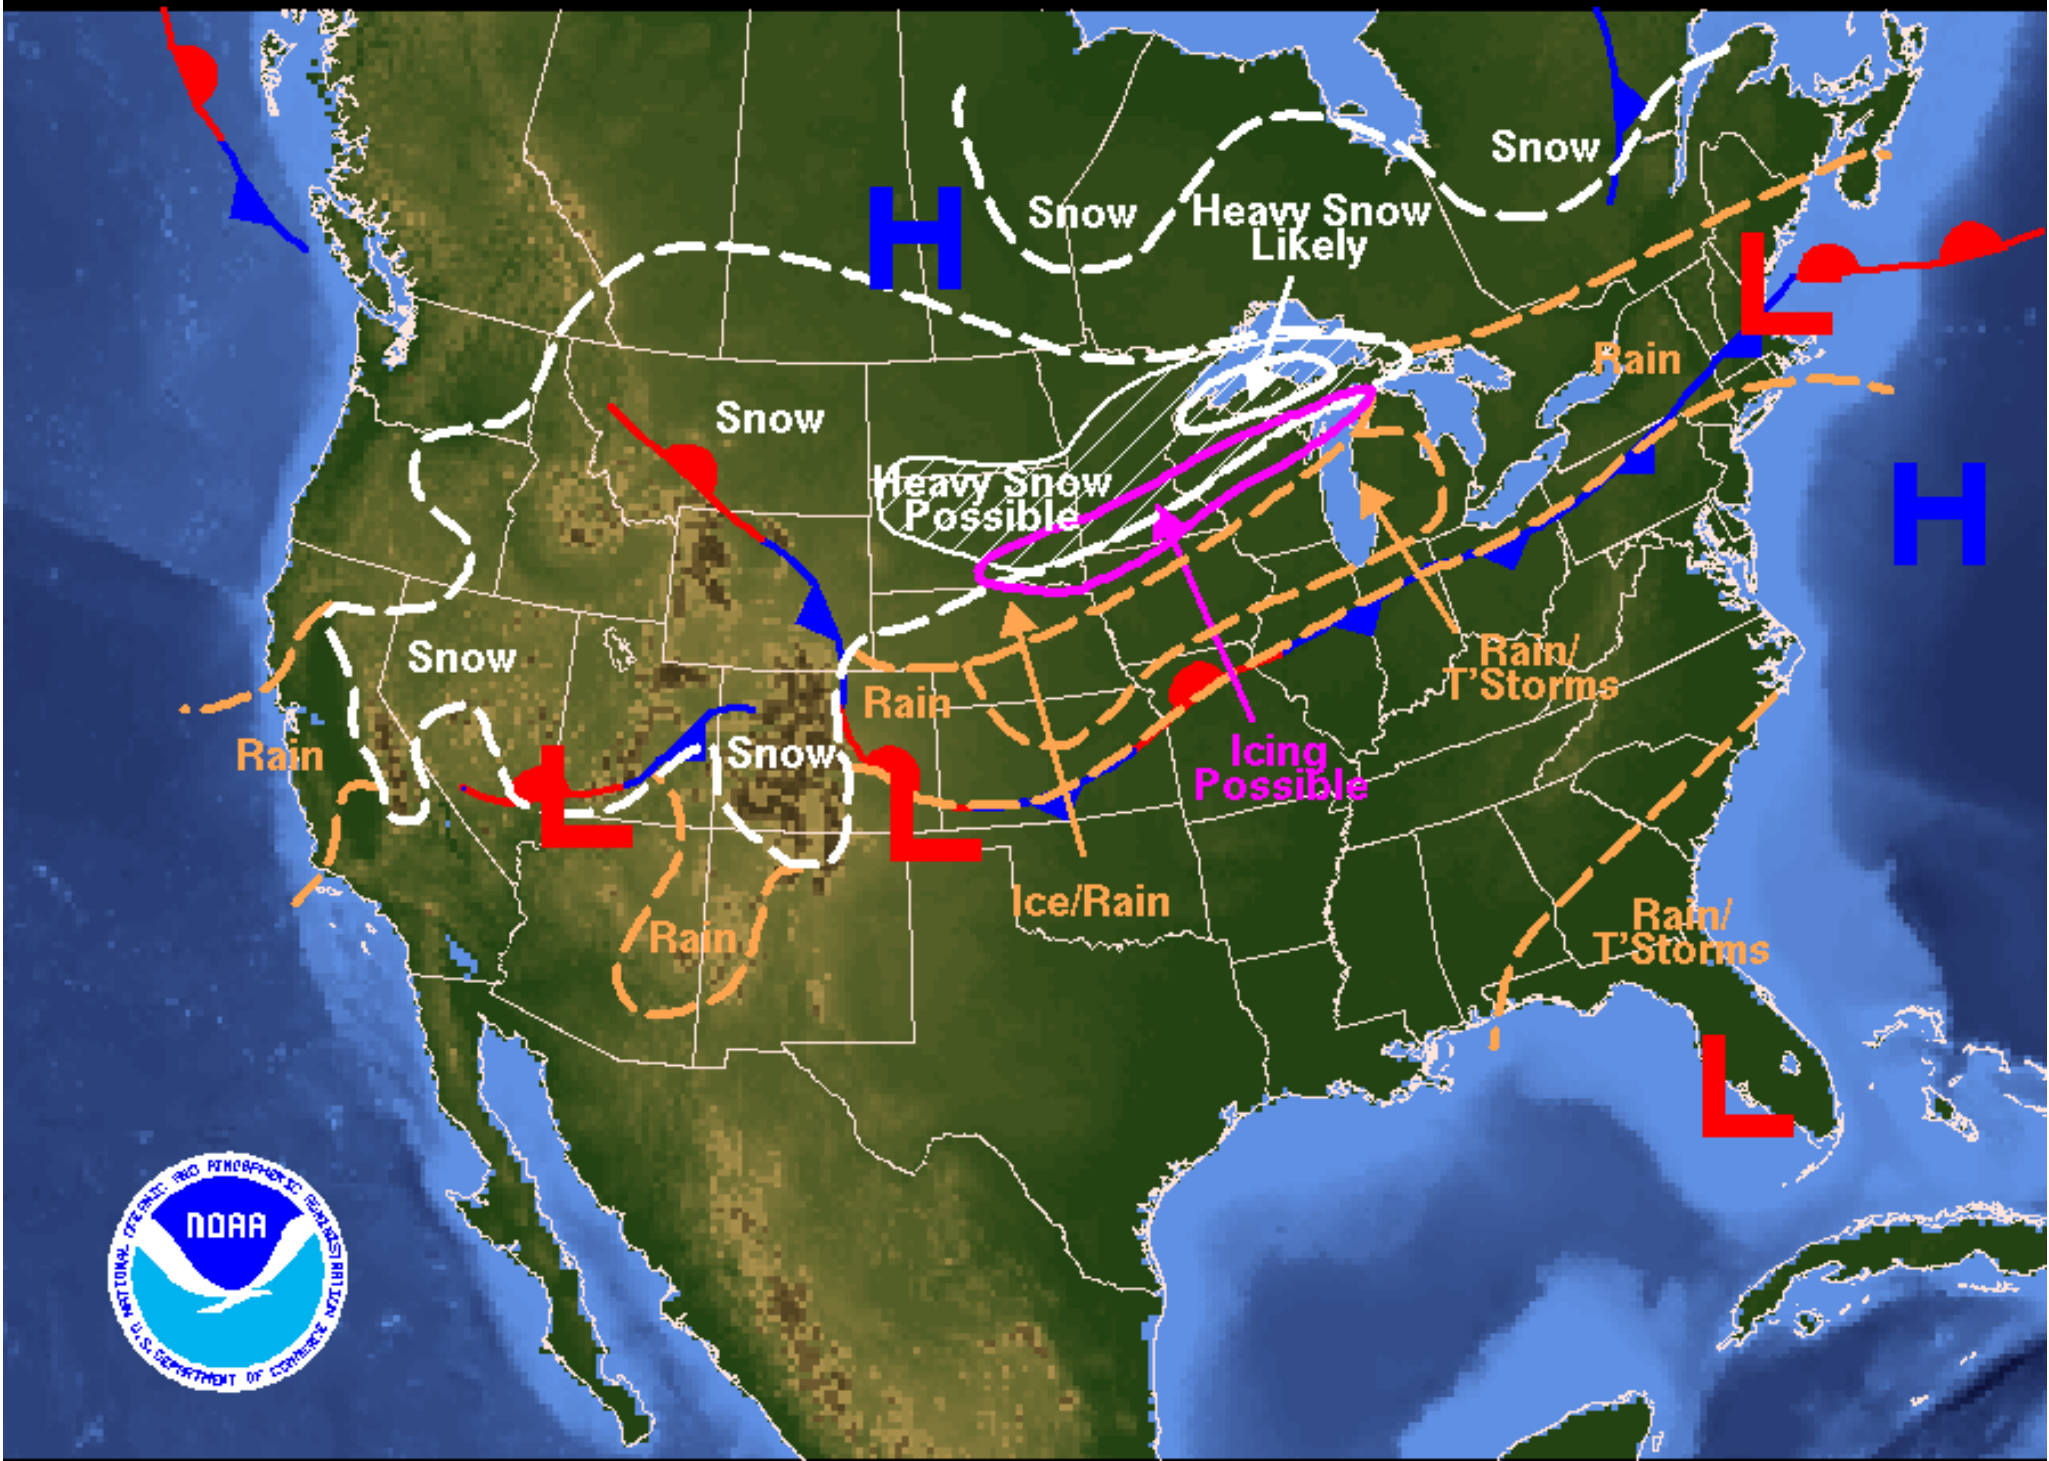 Snow
Snow
Heavy Snow
Likely
H
L
Rain
Snow
Heavy Snow
Possible
H
Snow
Rain
Rain/
T'Storms
Rain
Snow
Icing
Possible
L
L
Ice/Rain
Rain
Rain/
T'Storms
L
NATIONAL OCEANIC AND ATMOSPHERIC ADMINISTRATION
NOAA
U.S. DEPARTMENT OF COMMERCE